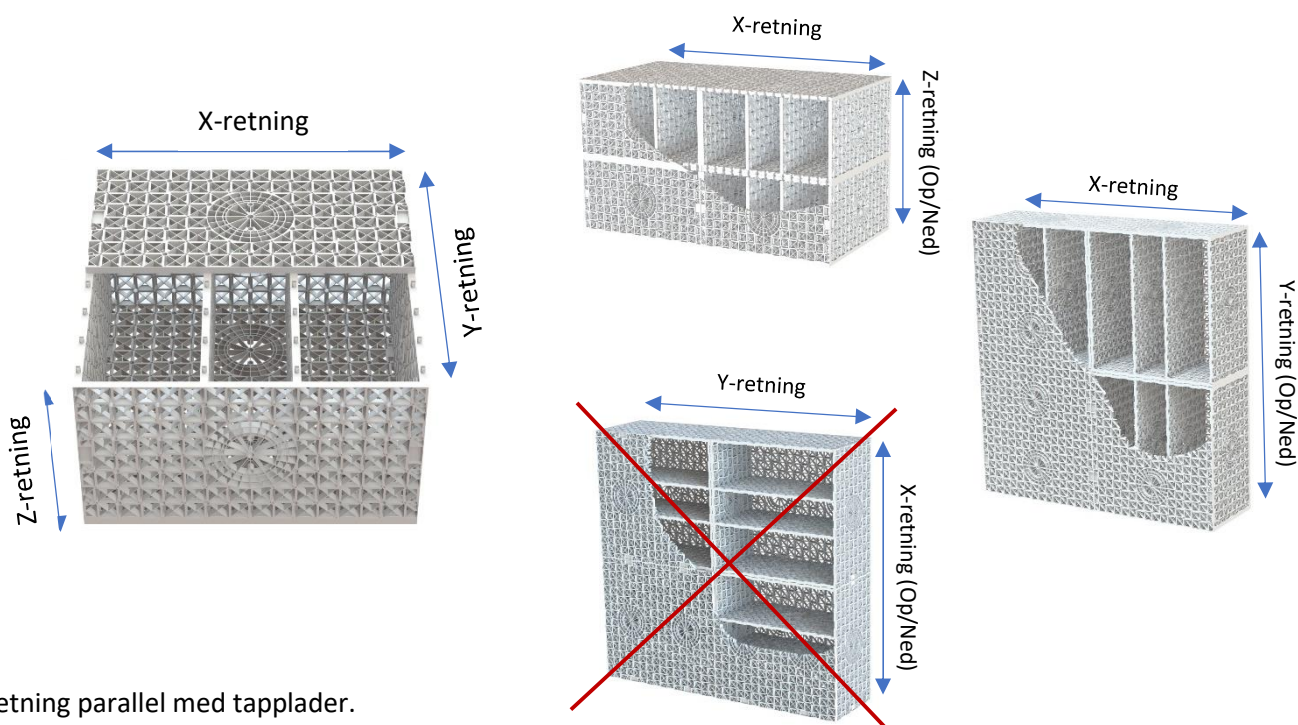 X-retning
Y-retning
Z-retning
X-retning
Z-retning (Op/Ned)
X-retning
Y-retning (Op/Ned)
Y-retning
X-retning (Op/Ned)
etning parallel med tapplader.